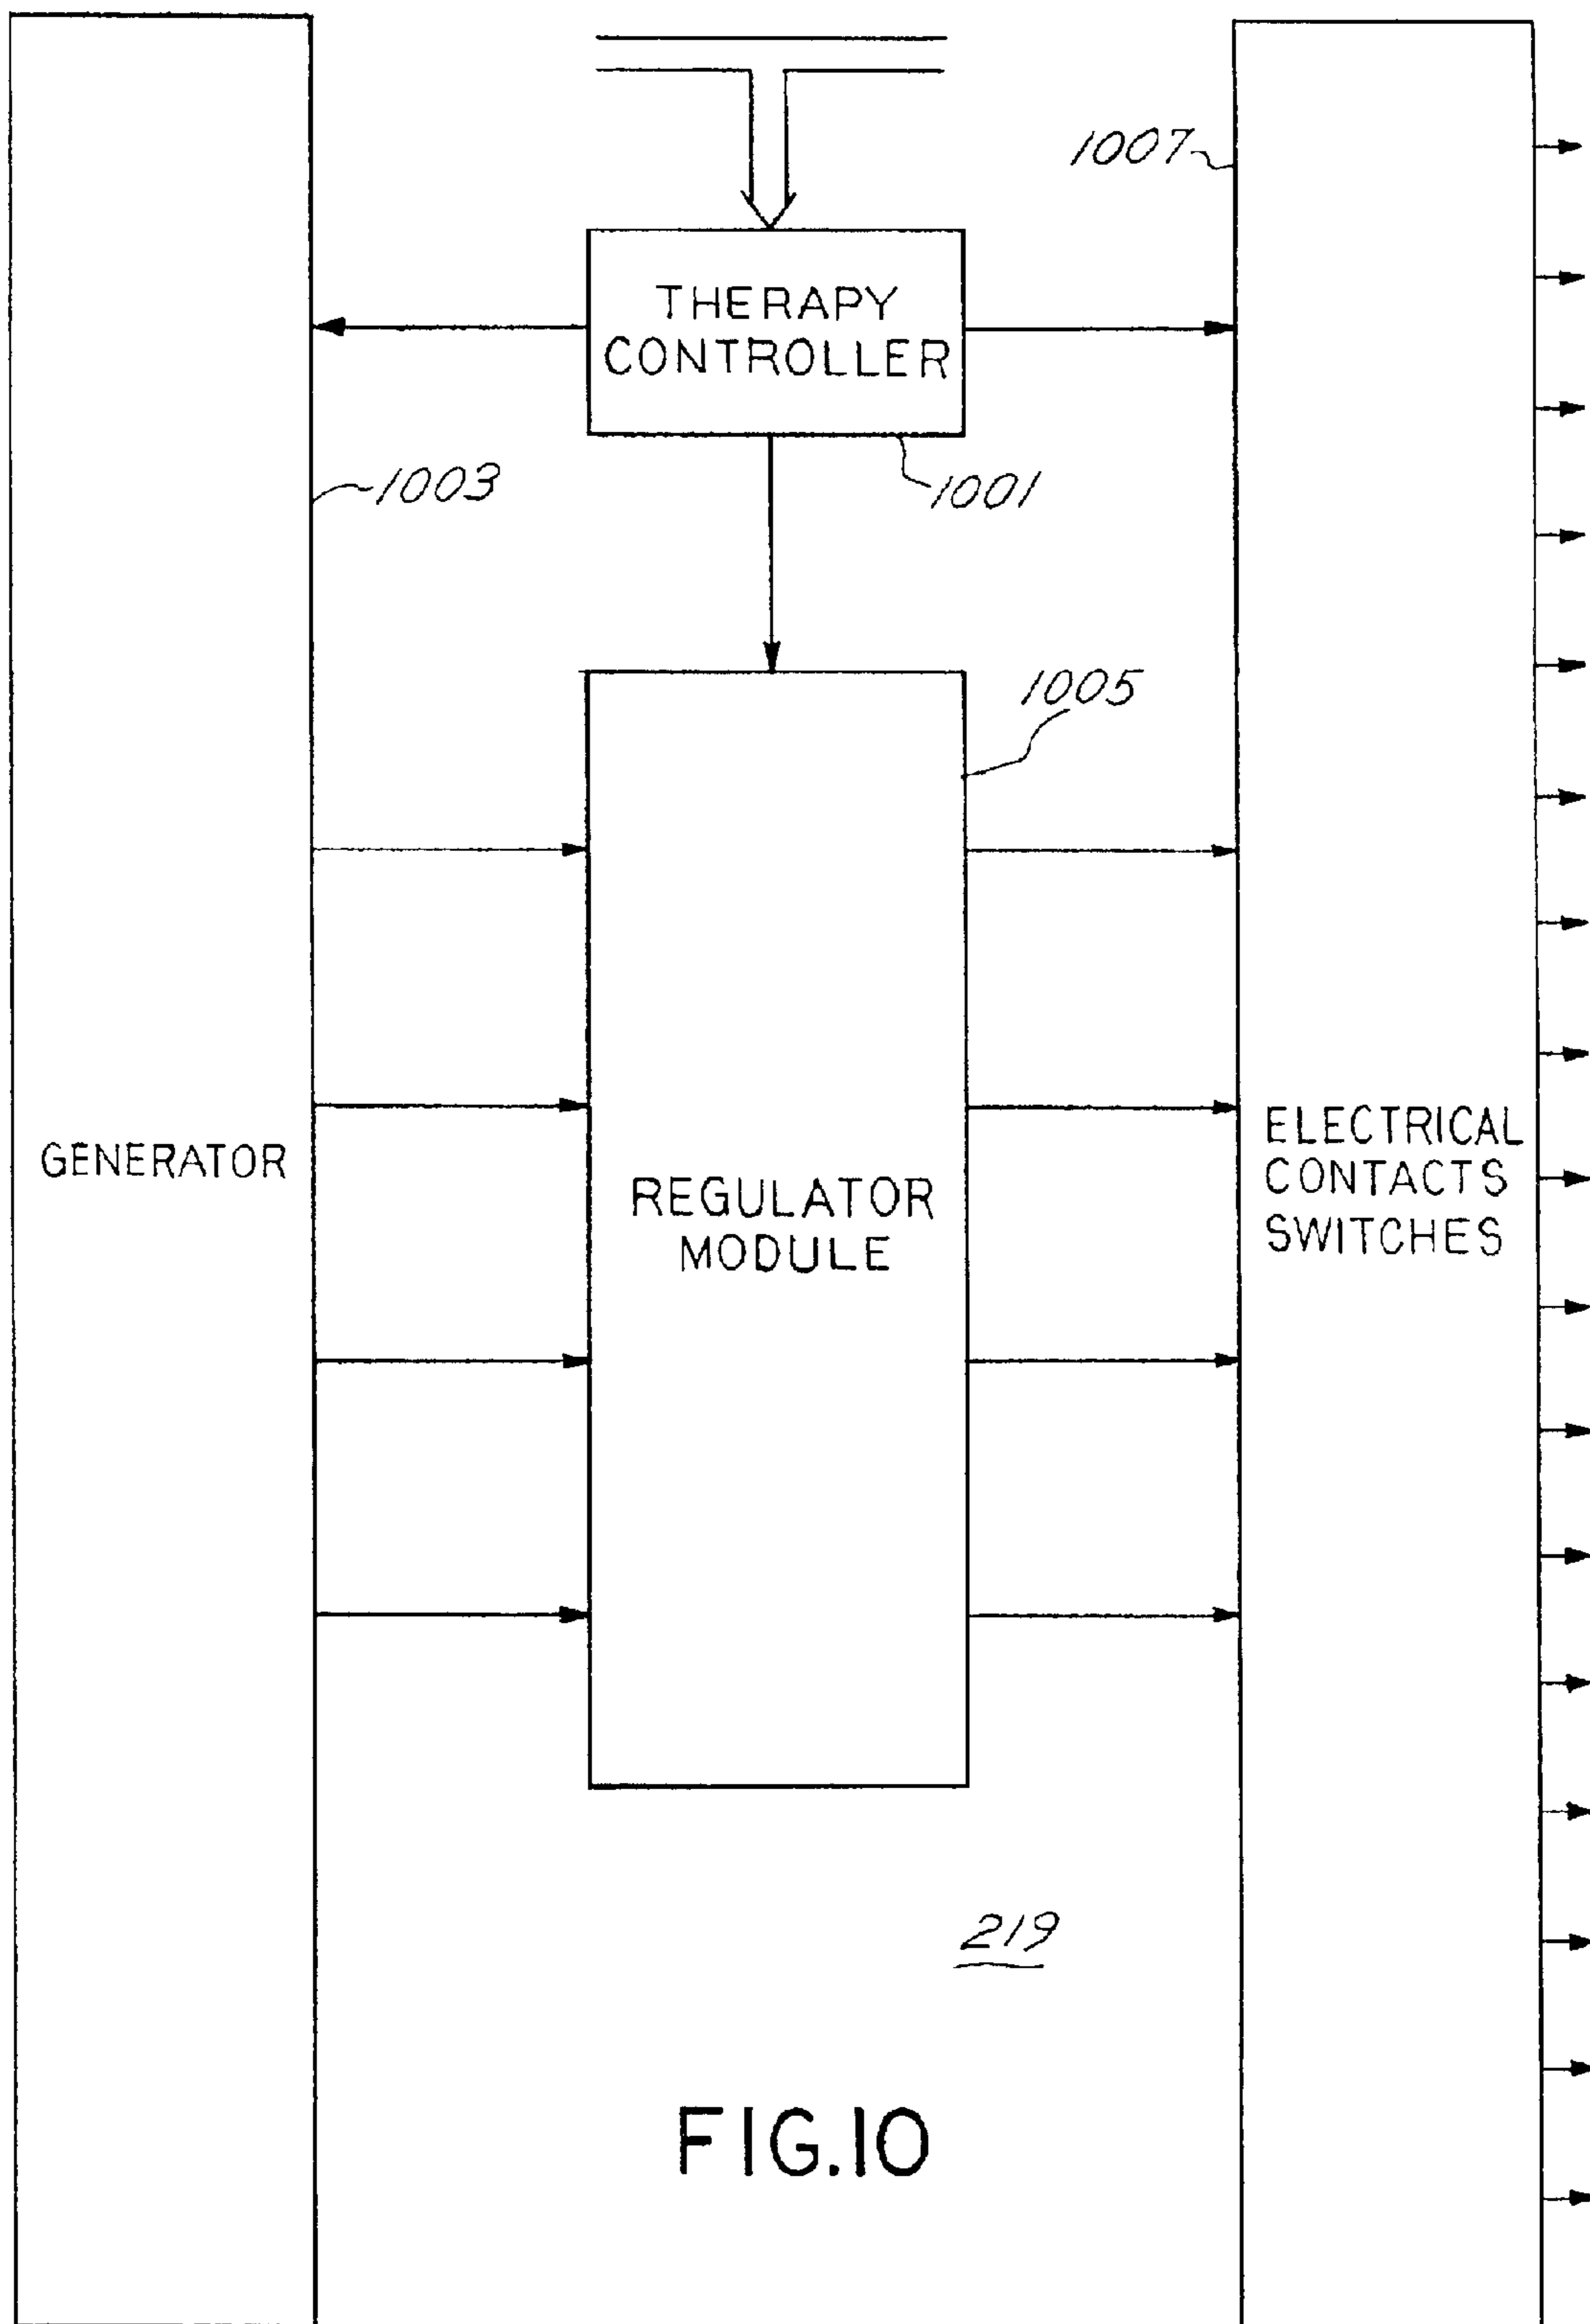 1007
THERAPY
CONTROLLER
1003
1001
1005
GENERATOR
REGULATOR
MODULE
ELECTRICAL
CONTACTS
SWITCHES
219
FIG.10